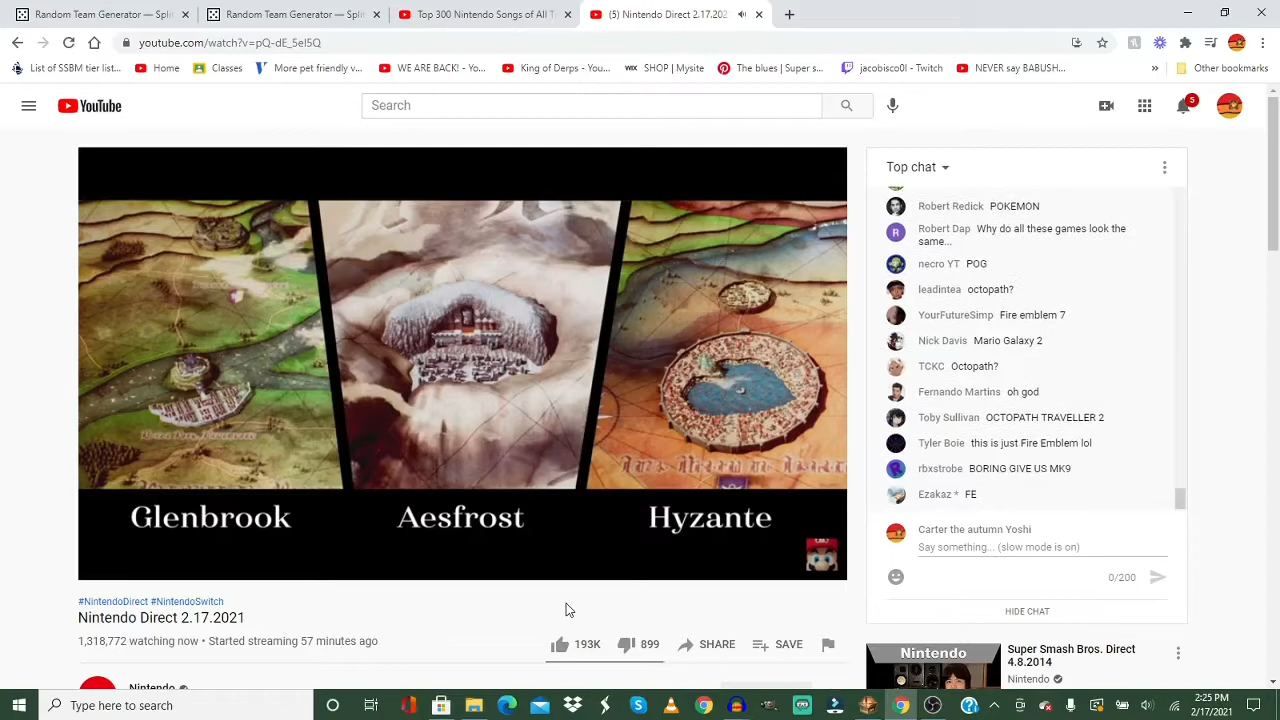 Random Team Generator — Split
Random Team Generator — Split
Top 300 Nintendo Songs of All T
(5) Nintendo Direct 2.17.202
youtube.com/watch?v=pQ-dE_5eI5Q
List of SSBM tier list...
Home
Classes
More pet friendly v...
WE ARE BACK! - Yo...
King of Derps - You...
WIX SHOP | Mysite
The blues | Super s...
jacobisco0l - Twitch
NEVER say BABUSH...
»
Other bookmarks
YouTube
Search
5
Top chat
Robert Redick POKEMON
Robert Dap Why do all these games look the
same...
necro YT POG
leadintea octopath?
YourFutureSimp Fire emblem 7
Nick Davis Mario Galaxy 2
TCKC Octopath?
Fernando Martins oh god
Toby Sullivan OCTOPATH TRAVELLER 2
Tyler Boie this is just Fire Emblem lol
rbxstrobe BORING GIVE US MK9
Ezakaz * FE
Carter the autumn Yoshi
Say something... (slow mode is on)
0/200
HIDE CHAT
Glenbrook
Aesfrost
Hyzante
#NintendoDirect #NintendoSwitch
Nintendo Direct 2.17.2021
1,318,772 watching now • Started streaming 57 minutes ago
193K
899
SHARE
SAVE
Nintendo
Nintendo
Super Smash Bros. Direct
4.8.2014
Nintendo
Type here to search
2:25 PM
2/17/2021